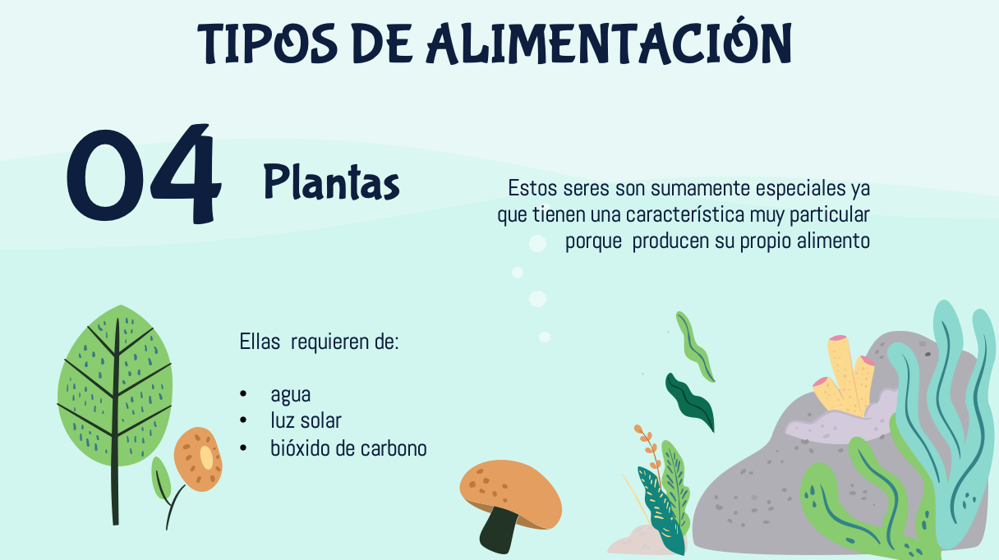 TIPOS DE ALIMENTACIÓN
04
Plantas
Estos seres son sumamente especiales ya
que tienen una característica muy particular
porque  producen su propio alimento
Ellas  requieren de:
• agua
• luz solar
• bióxido de carbono